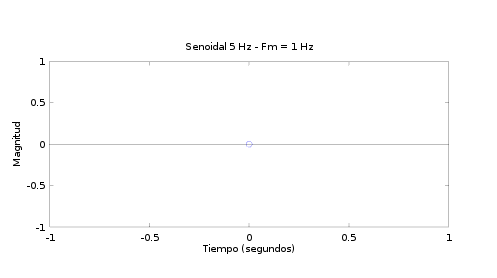 Senoidal 5 Hz - Fm = 1 Hz
1
0.5
0
-0.5
-1
Magnitud
-1 -0.5 0 0.5 1
Tiempo (segundos)